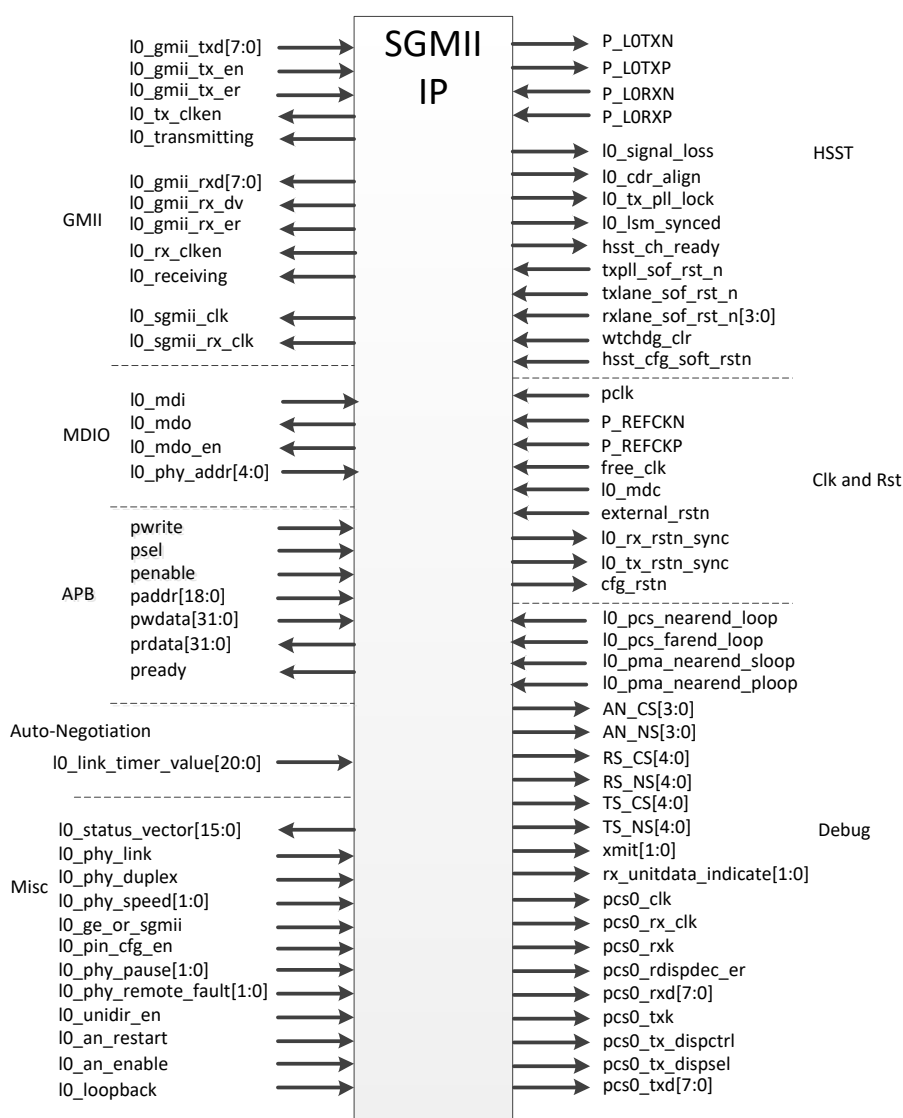 SGMII
IP
GMII
l0_gmii_txd[7:0]
l0_gmii_tx_en
l0_gmii_tx_er
l0_tx_clken
l0_transmitting
l0_gmii_rxd[7:0]
l0_gmii_rx_dv
l0_gmii_rx_er
l0_rx_clken
l0_receiving
l0_sgmii_clk
l0_sgmii_rx_clk
MDIO
l0_mdi
l0_mdo
l0_mdo_en
l0_phy_addr[4:0]
APB
pwrite
psel
penable
paddr[18:0]
pwdata[31:0]
prdata[31:0]
pready
Auto-Negotiation
l0_link_timer_value[20:0]
Misc
l0_status_vector[15:0]
l0_phy_link
l0_phy_duplex
l0_phy_speed[1:0]
l0_ge_or_sgmii
l0_pin_cfg_en
l0_phy_pause[1:0]
l0_phy_remote_fault[1:0]
l0_unidir_en
l0_an_restart
l0_an_enable
l0_loopback
P_L0TXN
P_L0TXP
P_L0RXN
P_L0RXP
l0_signal_loss
l0_cdr_align
l0_tx_pll_lock
l0_lsm_synced
hsst_ch_ready
txpll_sof_rst_n
txlane_sof_rst_n
rxlane_sof_rst_n[3:0]
wtchdg_clr
hsst_cfg_soft_rstn
HSST
pclk
P_REFCKN
P_REFCKP
free_clk
l0_mdc
external_rstn
l0_rx_rstn_sync
l0_tx_rstn_sync
cfg_rstn
Clk and Rst
l0_pcs_nearend_loop
l0_pcs_farend_loop
l0_pma_nearend_sloop
l0_pma_nearend_ploop
AN_CS[3:0]
AN_NS[3:0]
RS_CS[4:0]
RS_NS[4:0]
TS_CS[4:0]
TS_NS[4:0]
xmit[1:0]
rx_unitdata_indicate[1:0]
pcs0_clk
pcs0_rx_clk
pcs0_rxk
pcs0_rdispdec_er
pcs0_rxd[7:0]
pcs0_txk
pcs0_tx_dispctrl
pcs0_tx_dispsel
pcs0_txd[7:0]
Debug